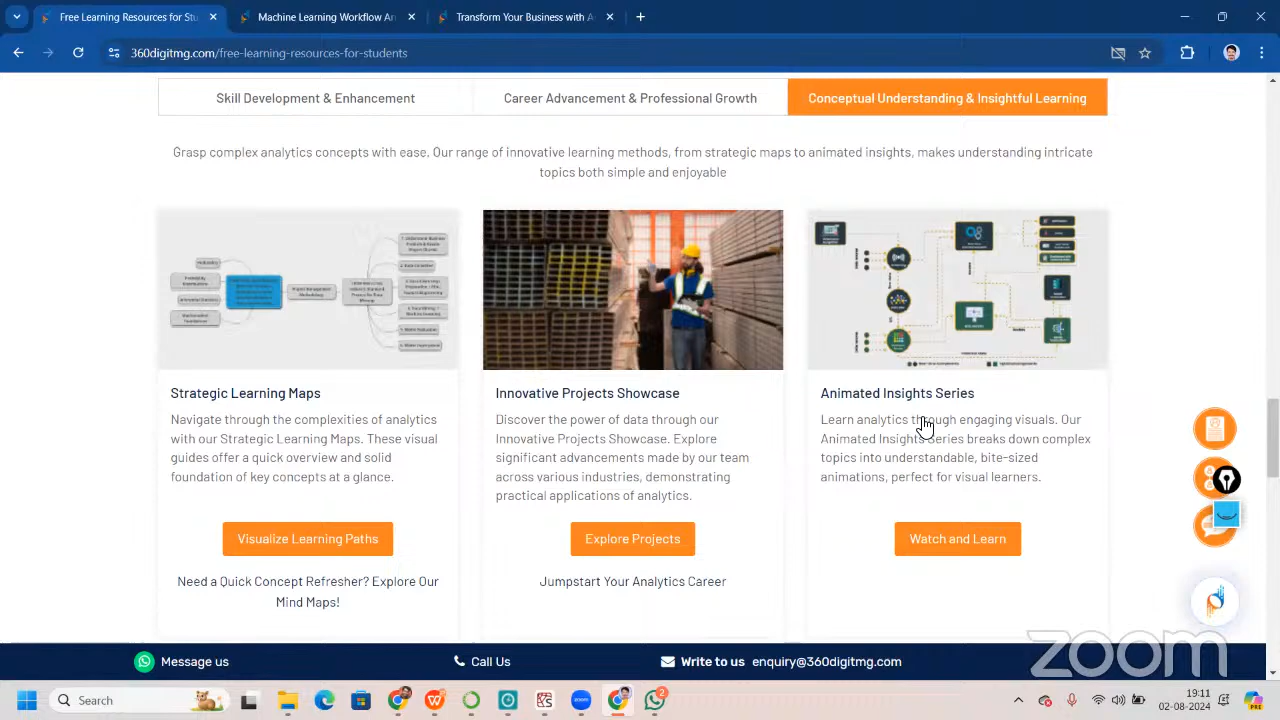 Free Learning Resources for Stu
Machine Learning Workflow An
Transform Your Business with A
360digitmg.com/free-learning-resources-for-students
Skill Development & Enhancement
Career Advancement & Professional Growth
Conceptual Understanding & Insightful Learning
Grasp complex analytics concepts with ease. Our range of innovative learning methods, from strategic maps to animated insights, makes understanding intricate
topics both simple and enjoyable
Strategic Learning Maps
Navigate through the complexities of analytics
with our Strategic Learning Maps. These visual
guides offer a quick overview and solid
foundation of key concepts at a glance.
Visualize Learning Paths
Need a Quick Concept Refresher? Explore Our
Mind Maps!
Innovative Projects Showcase
Discover the power of data through our
Innovative Projects Showcase. Explore
significant advancements made by our team
across various industries, demonstrating
practical applications of analytics.
Explore Projects
Jumpstart Your Analytics Career
Animated Insights Series
Learn analytics through engaging visuals. Our
Animated Insights Series breaks down complex
topics into understandable, bite-sized
animations, perfect for visual learners.
Watch and Learn
Message us
Call Us
Write to us enquiry@360digitmg.com
zoom
Search
2
19:11
02-08-2024
PRE